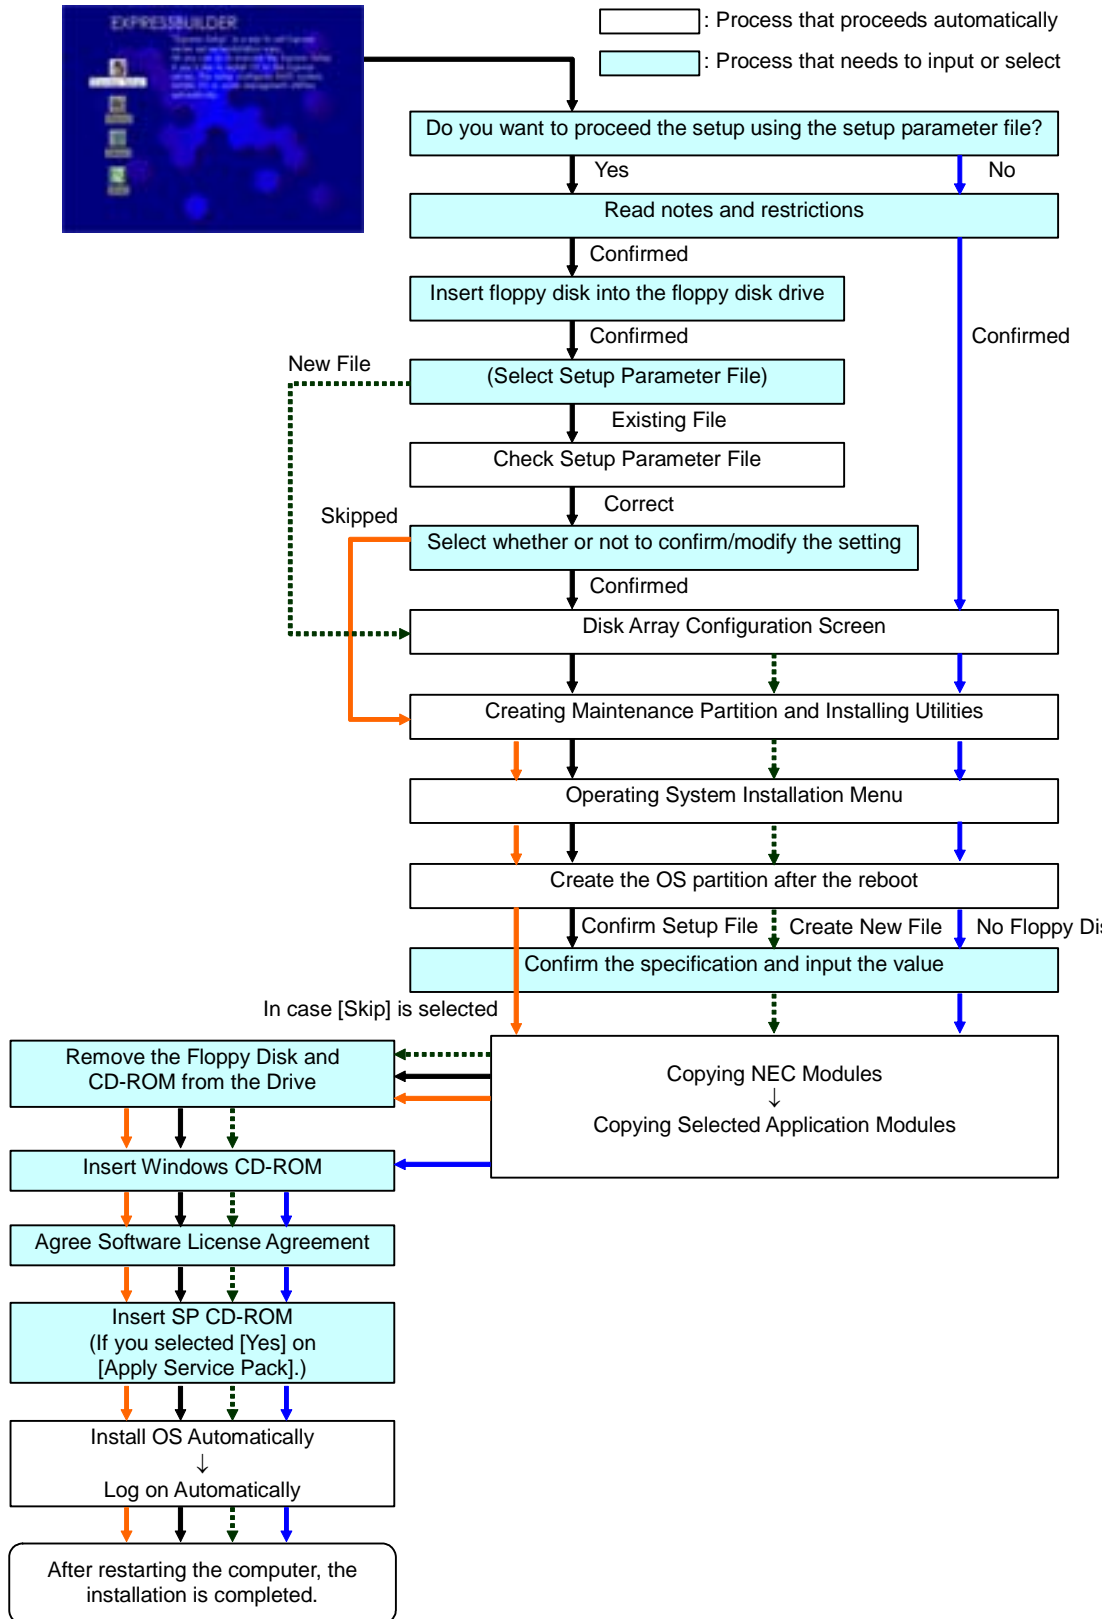 EXPRESSBUILDER
: Process that proceeds automatically
: Process that needs to input or select
Do you want to proceed the setup using the setup parameter file?
Yes
No
Read notes and restrictions
Confirmed
Insert floppy disk into the floppy disk drive
Confirmed
Confirmed
New File
(Select Setup Parameter File)
Existing File
Check Setup Parameter File
Skipped
Correct
Select whether or not to confirm/modify the setting
Confirmed
Disk Array Configuration Screen
Creating Maintenance Partition and Installing Utilities
Operating System Installation Menu
Create the OS partition after the reboot
Confirm Setup File
Create New File
No Floppy Dis
Confirm the specification and input the value
In case [Skip] is selected
Remove the Floppy Disk and
CD-ROM from the Drive
Copying NEC Modules
↓
Copying Selected Application Modules
Insert Windows CD-ROM
Agree Software License Agreement
Insert SP CD-ROM
(If you selected [Yes] on
[Apply Service Pack].)
Install OS Automatically
↓
Log on Automatically
After restarting the computer, the
installation is completed.